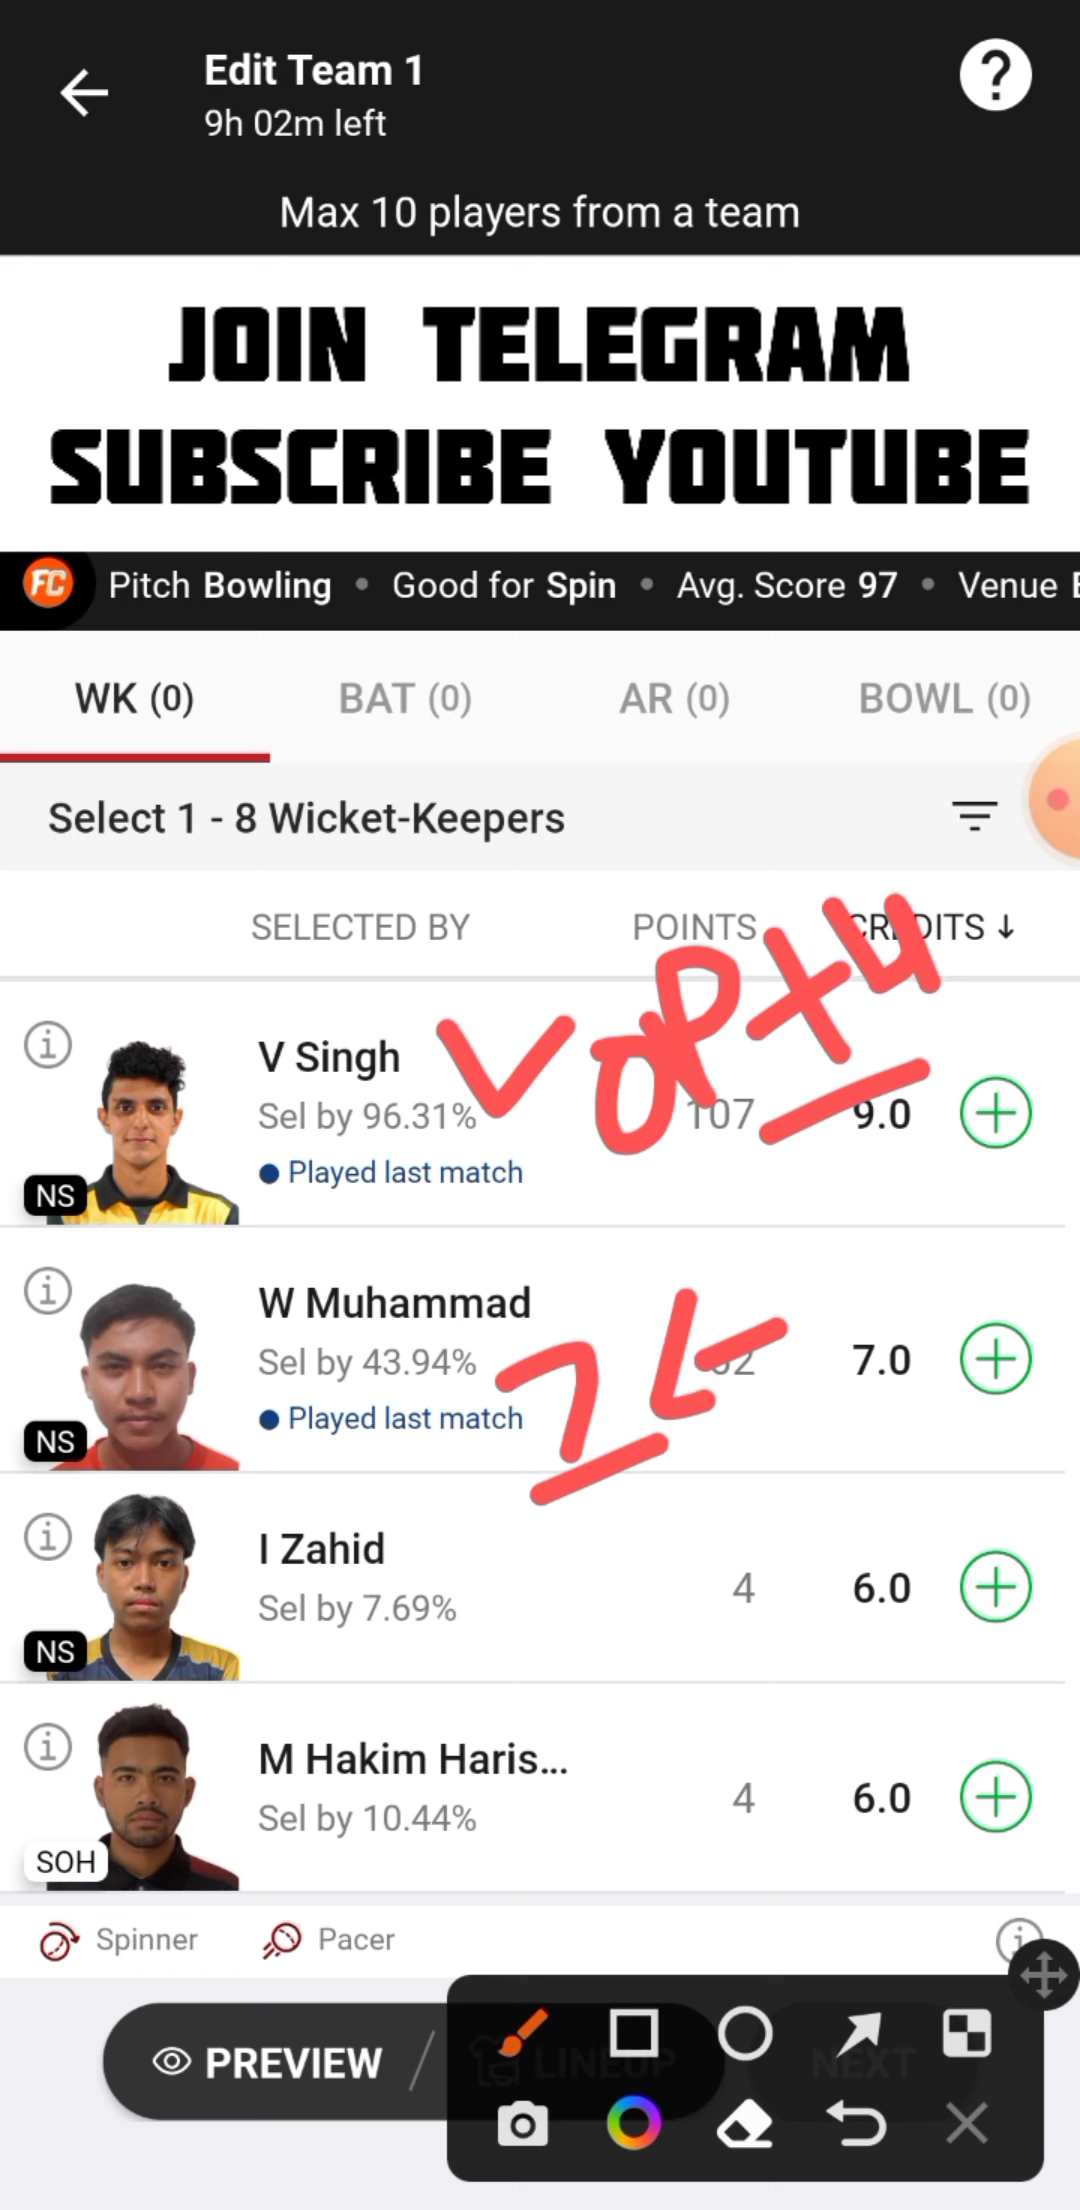 Edit Team 1
9h 02m left
Max 10 players from a team
JOIN TELEGRAM
SUBSCRIBE YOUTUBE
FC Pitch Bowling • Good for Spin • Avg. Score 97 • Venue
WK (0) BAT (0) AR (0) BOWL (0)
Select 1 - 8 Wicket-Keepers
SELECTED BY POINTS CREDITS ↓
V Singh
Sel by 96.31% 107 9.0
Played last match
NS
W Muhammad
Sel by 43.94% 7.0
Played last match
NS
I Zahid
Sel by 7.69% 4 6.0
NS
M Hakim Haris...
Sel by 10.44% 4 6.0
SOH
Spinner Pacer
PREVIEW / LINEUP NEXT